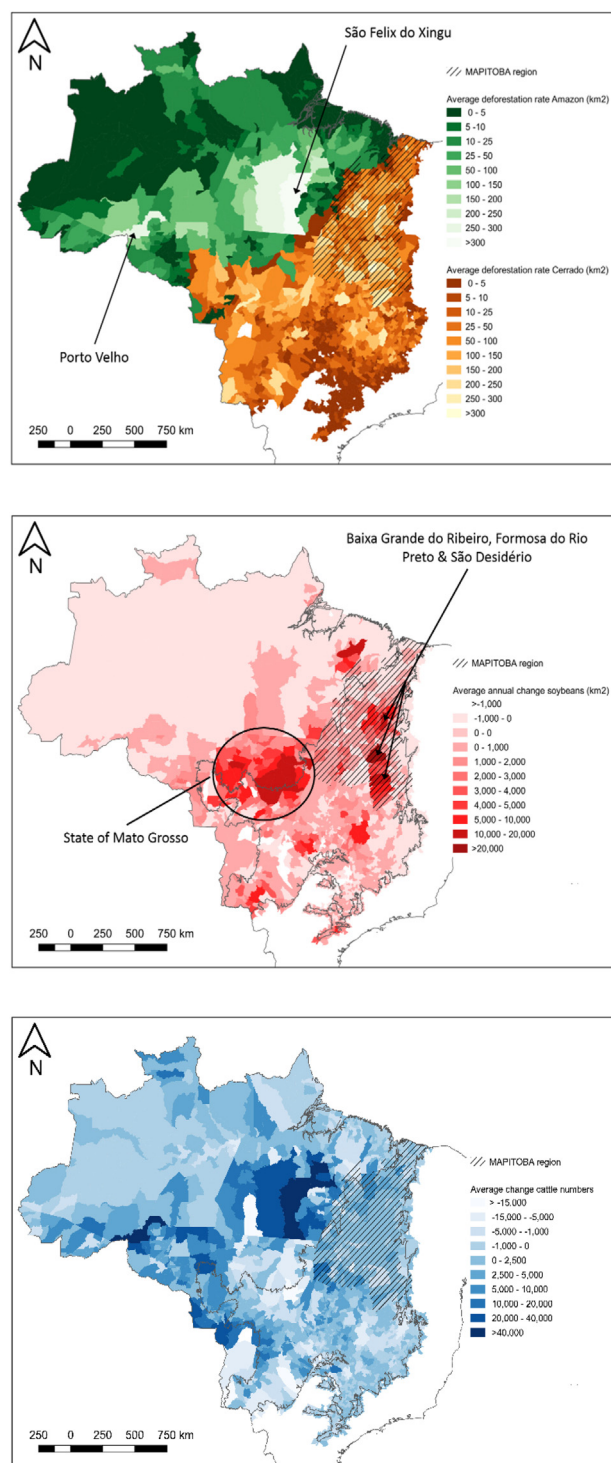 São Felix do Xingu
N
MAPITOBA region
Average deforestation rate Amazon (km2)
0 - 5
5 -10
10 - 25
25 - 50
50 - 100
100 - 150
150 - 200
200 - 250
250 - 300
>300
Average deforestation rate Cerrado (km2)
0 - 5
5 - 10
10 - 25
25 - 50
50 - 100
100 - 150
150 - 200
200 - 250
250 - 300
>300
Porto Velho
250 0 250 500 750 km
Baixa Grande do Ribeiro, Formosa do Rio
Preto & São Desidério
N
MAPITOBA region
Average annual change soybeans (km2)
>-1,000
-1,000 - 0
0 - 0
0 - 1,000
1,000 - 2,000
2,000 - 3,000
3,000 - 4,000
4,000 - 5,000
5,000 - 10,000
10,000 - 20,000
>20,000
State of Mato Grosso
250 0 250 500 750 km
N
MAPITOBA region
Average change cattle numbers
> -15.000
-15,000 - -5,000
-5.000 - -1,000
-1,000 - 0
0 - 2,500
2,500 - 5,000
5,000 - 10,000
10,000 - 20,000
20,000 - 40,000
>40,000
250 0 250 500 750 km